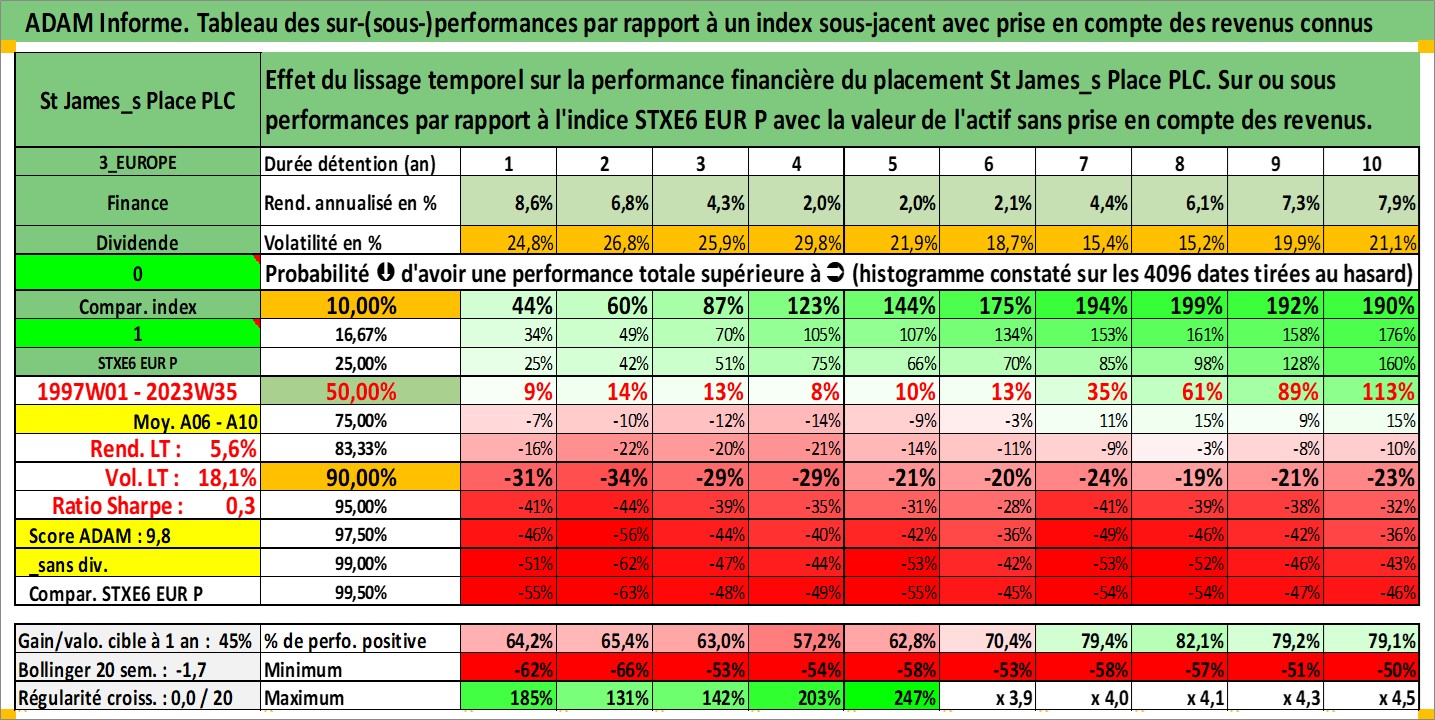 ADAM Informe. Tableau des sur-(sous-)performances par rapport à un index sous-jacent avec prise en compte des revenus connus
St James_s Place PLC
Effet du lissage temporel sur la performance financière du placement St James_s Place PLC. Sur ou sous
performances par rapport à l'indice STXE6 EUR P avec la valeur de l'actif sans prise en compte des revenus.
3_EUROPE Durée détention (an) 1 2 3 4 5 6 7 8 9 10
Finance Rend. annualisé en % 8,6% 6,8% 4,3% 2,0% 2,0% 2,1% 4,4% 6,1% 7,3% 7,9%
Dividende Volatilité en % 24,8% 26,8% 25,9% 29,8% 21,9% 18,7% 15,4% 15,2% 19,9% 21,1%
0 Probabilité ⬇ d'avoir une performance totale supérieure à ➲ (histogramme constaté sur les 4096 dates tirées au hasard)
Compar. index 10,00% 44% 60% 87% 123% 144% 175% 194% 199% 192% 190%
1 16,67% 34% 49% 70% 105% 107% 134% 153% 161% 158% 176%
STXE6 EUR P 25,00% 25% 42% 51% 75% 66% 70% 85% 98% 128% 160%
1997W01 - 2023W35 50,00% 9% 14% 13% 8% 10% 13% 35% 61% 89% 113%
Moy. A06 - A10 75,00% -7% -10% -12% -14% -9% -3% 11% 15% 9% 15%
Rend. LT : 5,6% 83,33% -16% -22% -20% -21% -14% -11% -9% -3% -8% -10%
Vol. LT : 18,1% 90,00% -31% -34% -29% -29% -21% -20% -24% -19% -21% -23%
Ratio Sharpe : 0,3 95,00% -41% -44% -39% -35% -31% -28% -41% -39% -38% -32%
Score ADAM : 9,8 97,50% -46% -56% -44% -40% -42% -36% -49% -46% -42% -36%
_sans div. 99,00% -51% -62% -47% -44% -53% -42% -53% -52% -46% -43%
Compar. STXE6 EUR P 99,50% -55% -63% -48% -49% -55% -45% -54% -54% -47% -46%
Gain/valo. cible à 1 an : 45% % de perfo. positive 64,2% 65,4% 63,0% 57,2% 62,8% 70,4% 79,4% 82,1% 79,2% 79,1%
Bollinger 20 sem. : -1,7 Minimum -62% -66% -53% -54% -58% -53% -58% -57% -51% -50%
Régularité croiss. : 0,0 / 20 Maximum 185% 131% 142% 203% 247% x 3,9 x 4,0 x 4,1 x 4,3 x 4,5